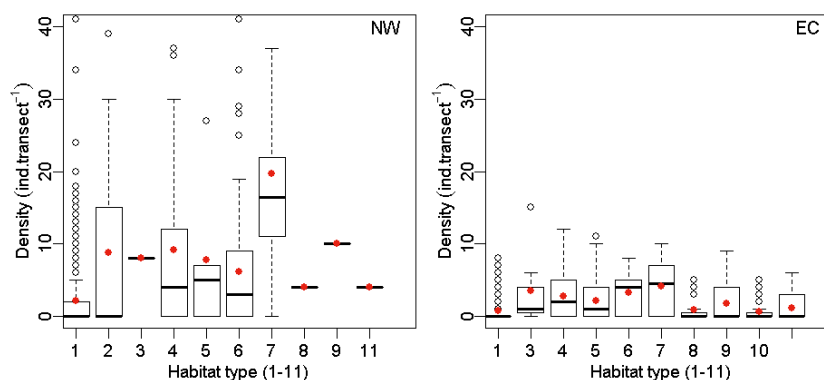 NW
Density (ind.transect⁻¹)
0 10 20 30 40
1 2 3 4 5 6 7 8 9 11
Habitat type (1-11)
EC
Density (ind.transect⁻¹)
0 10 20 30 40
1 3 4 5 6 7 8 9 10
Habitat type (1-11)